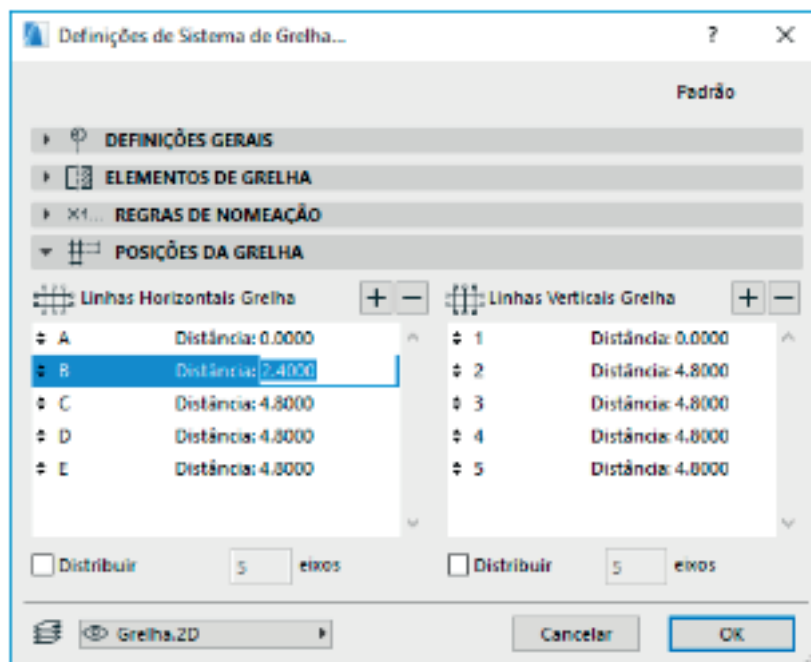 Definições de Sistema de Grelha...
?
Padrão
DEFINIÇÕES GERAIS
ELEMENTOS DE GRELHA
X1... REGRAS DE NOMEAÇÃO
POSIÇÕES DA GRELHA
Linhas Horizontais Grelha + −
A Distância: 0.0000
B Distância: 2.4000
C Distância: 4.8000
D Distância: 4.8000
E Distância: 4.8000
Distribuir 5 eixos
Linhas Verticais Grelha + −
1 Distância: 0.0000
2 Distância: 4.8000
3 Distância: 4.8000
4 Distância: 4.8000
5 Distância: 4.8000
Distribuir 5 eixos
Grelha.2D
Cancelar
OK